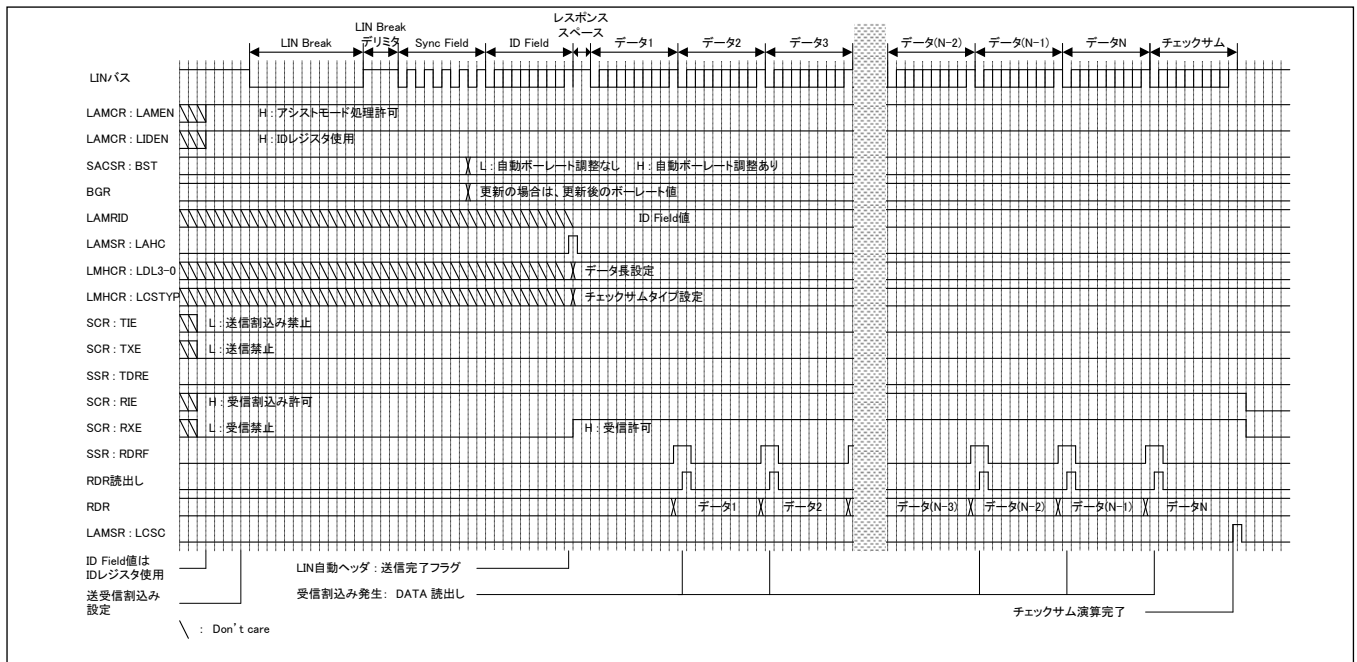 レスポンス
スペース
LIN Break
デリミタ
LIN Break
Sync Field
ID Field
データ1
データ2
データ3
データ(N-2)
データ(N-1)
データN
チェックサム
LINバス
LAMCR : LAMEN
H : アシストモード処理許可
LAMCR : LIDEN
H : IDレジスタ使用
SACSR : BST
L : 自動ボーレート調整なし H : 自動ボーレート調整あり
BGR
更新の場合は、更新後のボーレート値
LAMRID
ID Field値
LAMSR : LAHC
LMHCR : LDL3-0
データ長設定
LMHCR : LCSTYP
チェックサムタイプ設定
SCR : TIE
L : 送信割込み禁止
SCR : TXE
L : 送信禁止
SSR : TDRE
SCR : RIE
H : 受信割込み許可
SCR : RXE
L : 受信禁止
H : 受信許可
SSR : RDRF
RDR読出し
RDR
データ1
データ2
データ(N-3)
データ(N-2)
データ(N-1)
データN
LAMSR : LCSC
ID Field値は
IDレジスタ使用
LIN自動ヘッダ : 送信完了フラグ
送受信割込み
設定
受信割込み発生: DATA 読出し
チェックサム演算完了
: Don't care